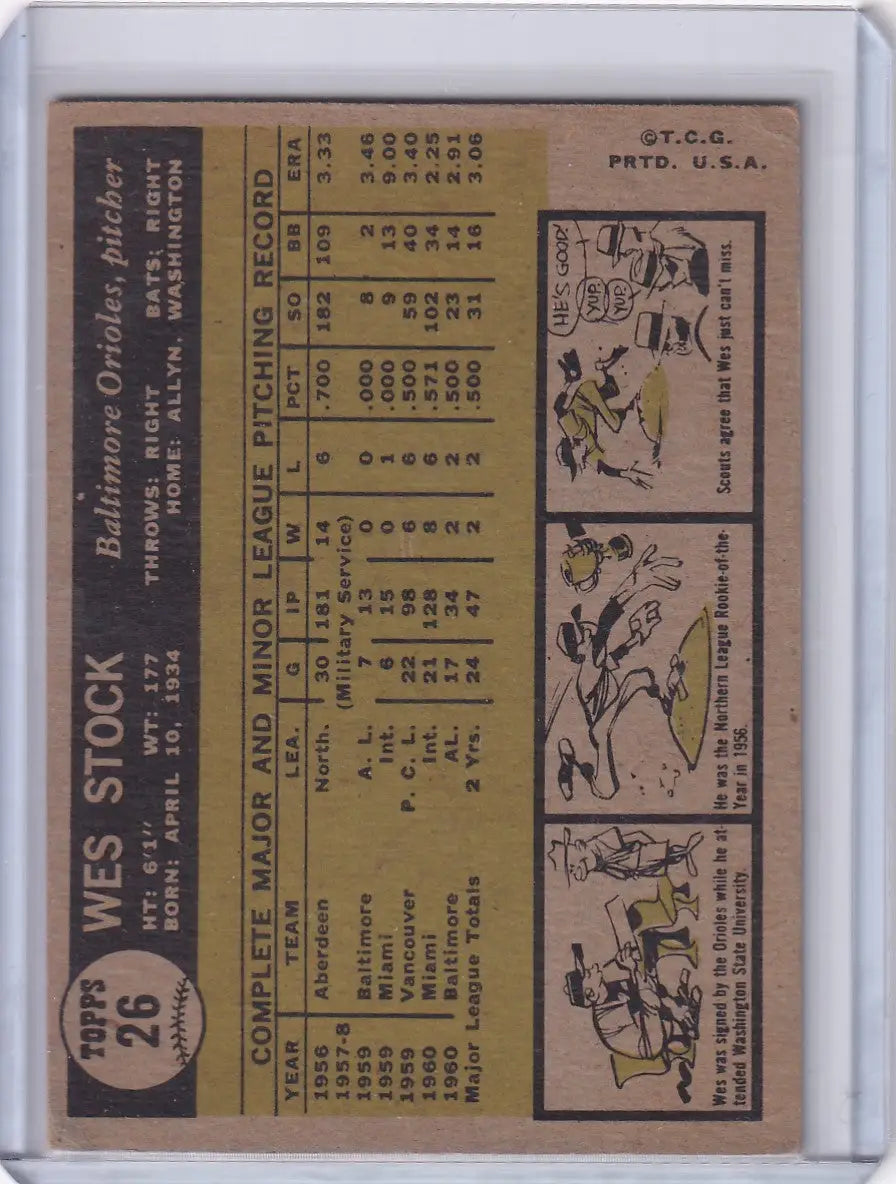 TOPPS
26
WES STOCK
Baltimore Orioles, pitcher
HT: 6'1" WT: 177 THROWS: RIGHT BATS: RIGHT
BORN: APRIL 10, 1934 HOME: ALLYN, WASHINGTON
COMPLETE MAJOR AND MINOR LEAGUE PITCHING RECORD
YEAR TEAM LEA. G IP W L PCT SO BB ERA
1956 Aberdeen North. 30 181 14 6 .700 182 109 3.33
1957-8 (Military Service)
1959 Baltimore A. L. 7 13 0 0 .000 8 2 3.46
1959 Miami Int. 6 15 0 1 .000 9 13 9.00
1959 Vancouver P. C. L. 22 98 6 6 .500 59 40 3.40
1960 Miami Int. 21 128 8 6 .571 102 34 2.25
1960 Baltimore AL. 17 34 2 2 .500 23 14 2.91
Major League Totals 2 Yrs. 24 47 2 2 .500 31 16 3.06
Wes was signed by the Orioles while he at-
tended Washington State University.
He was the Northern League Rookie-of-the-
Year in 1956.
HE'S GOOD!
YUP.
YUP.
Scouts agree that Wes just can't miss.
©T.C.G.
PRTD. U.S.A.